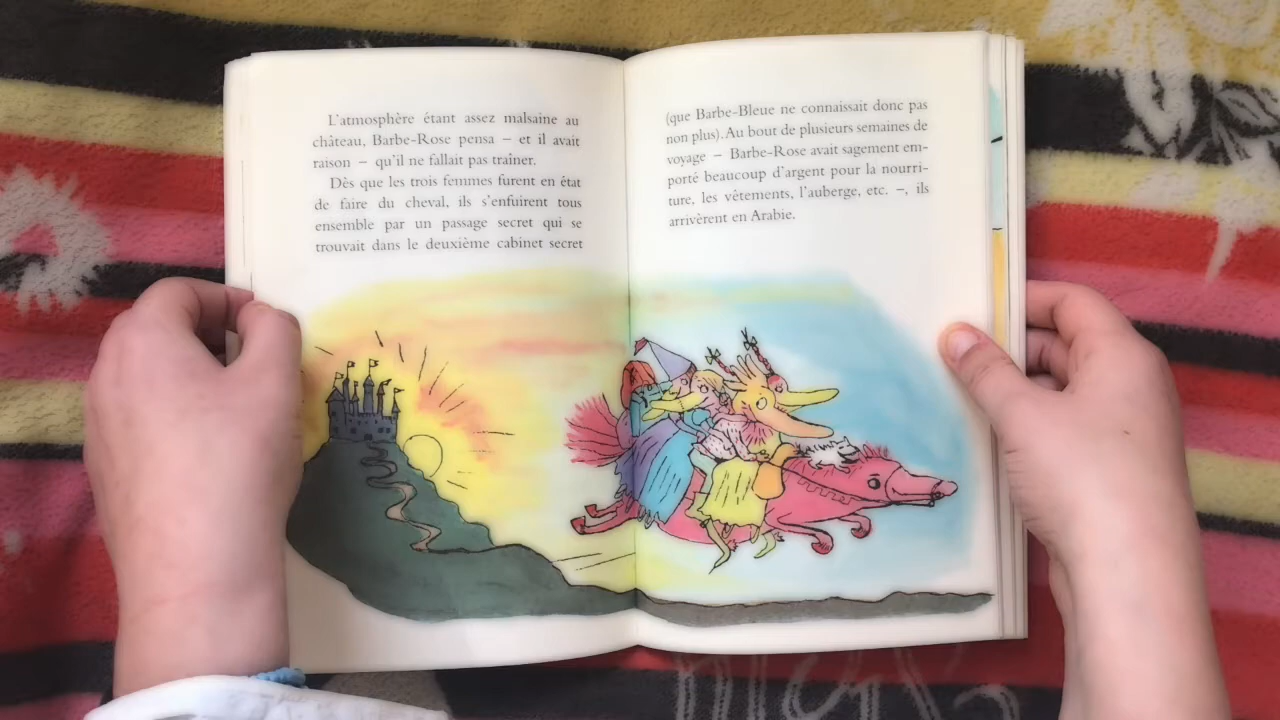 L'atmosphère étant assez malsaine au
château, Barbe-Rose pensa – et il avait
raison – qu'il ne fallait pas traîner.
Dès que les trois femmes furent en état
de faire du cheval, ils s'enfuirent tous
ensemble par un passage secret qui se
trouvait dans le deuxième cabinet secret
(que Barbe-Bleue ne connaissait donc pas
non plus). Au bout de plusieurs semaines de
voyage – Barbe-Rose avait sagement em-
porté beaucoup d'argent pour la nourri-
ture, les vêtements, l'auberge, etc. –, ils
arrivèrent en Arabie.